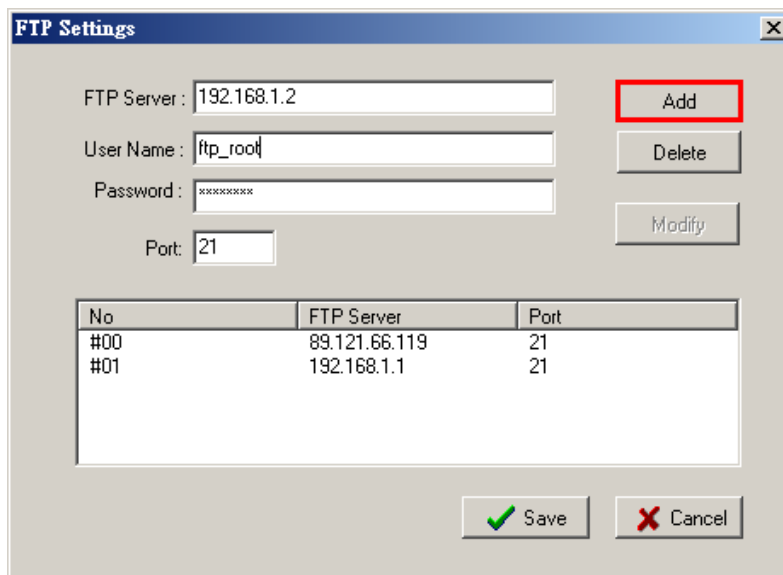 FTP Settings
FTP Server : 192.168.1.2 Add
User Name : ftp_root Delete
Password : ******** Modify
Port: 21
No FTP Server Port
#00 89.121.66.119 21
#01 192.168.1.1 21
Save Cancel